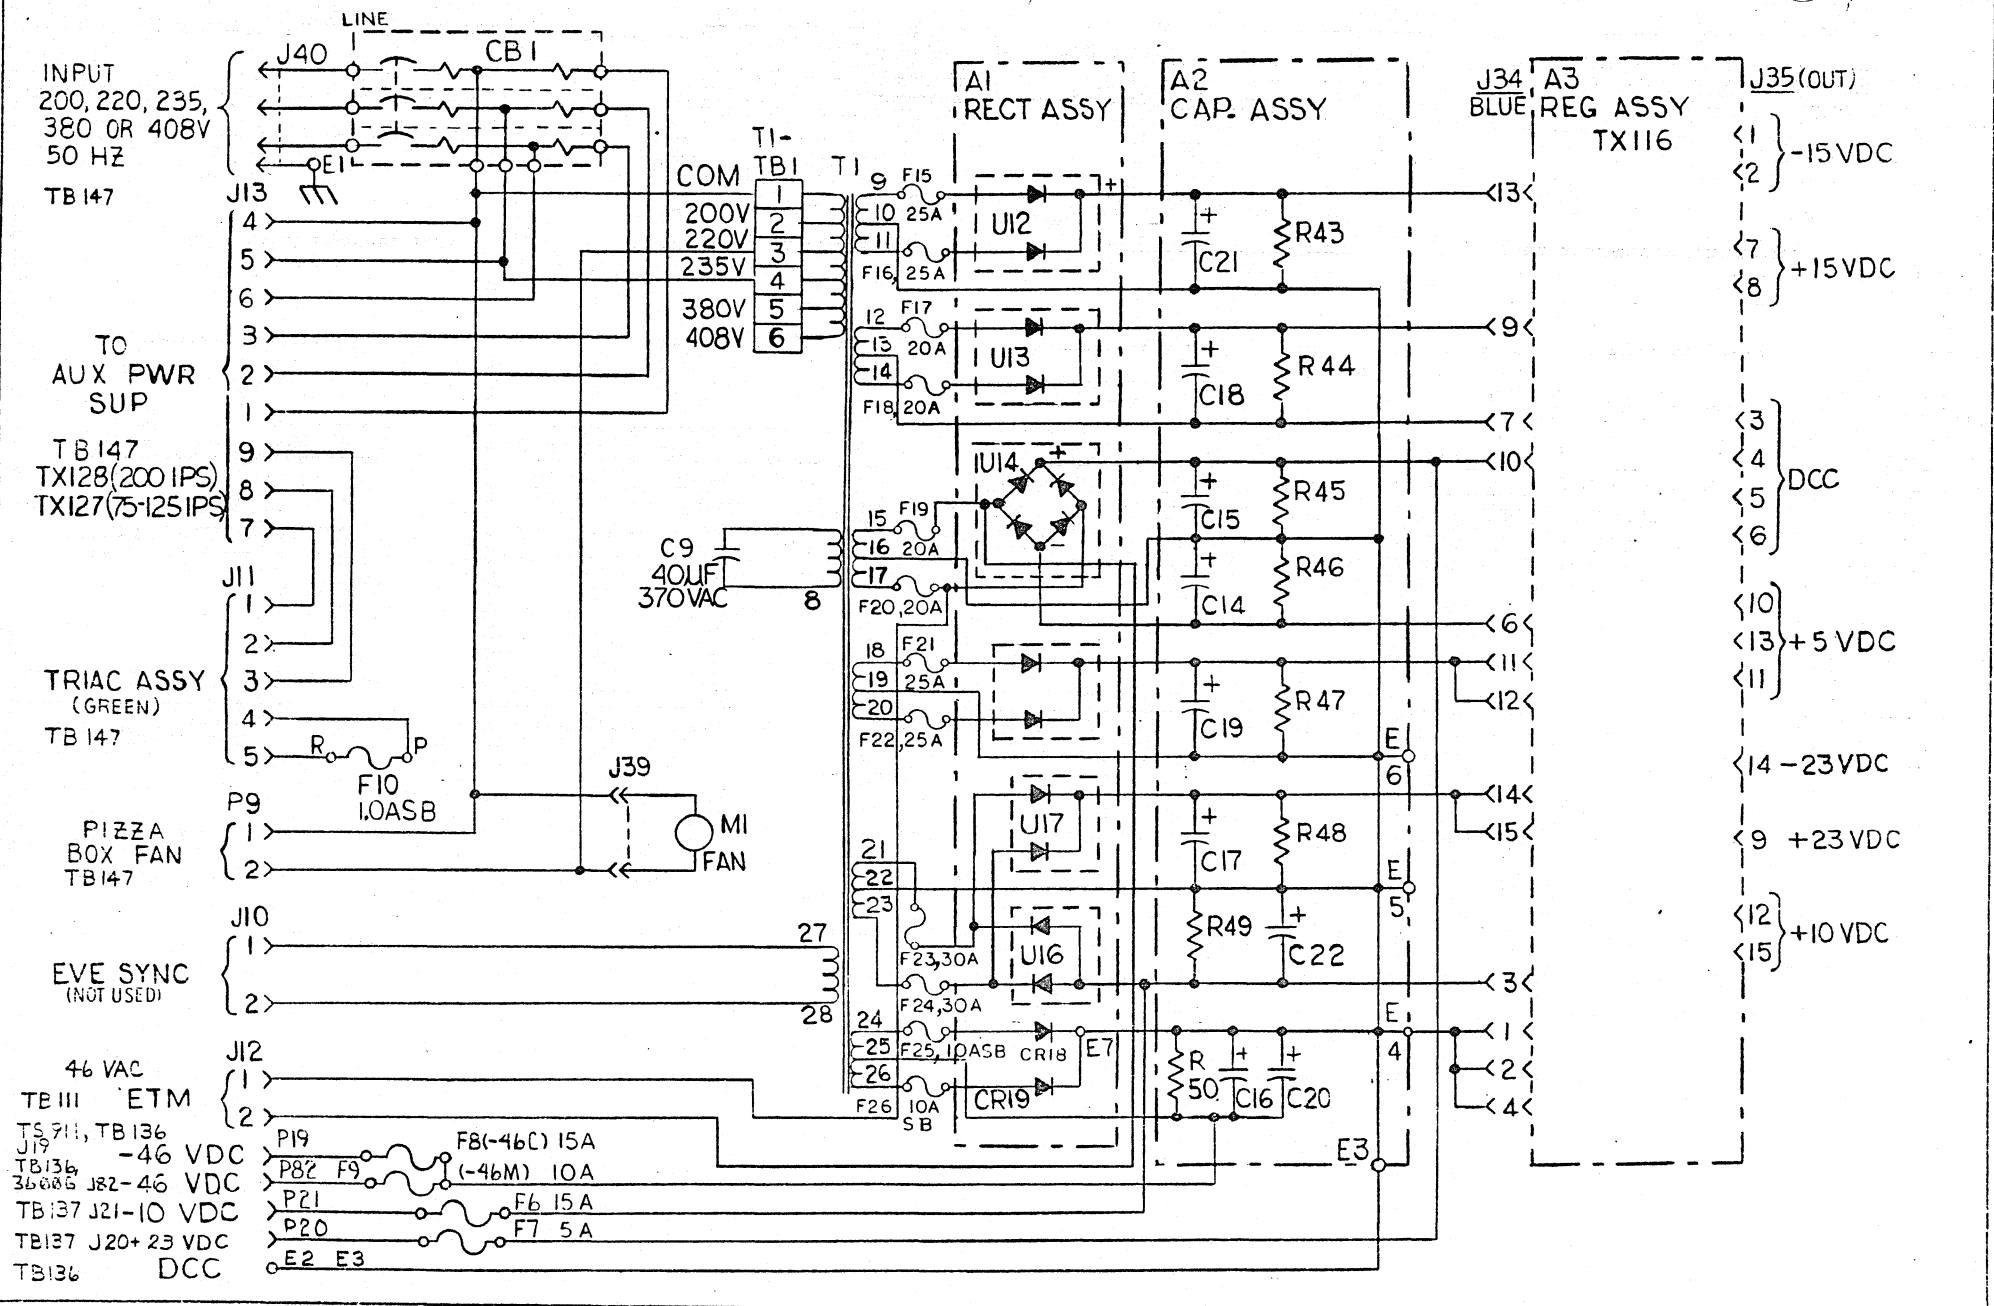 LINE
INPUT
200, 220, 235,
380 OR 408V
50 HZ
TB147
J40
CB1
E1
J13
4
5
6
3
2
1
9
8
7
TO
AUX PWR
SUP
TB147
TX128(200 IPS)
TX127(75-125IPS)
J11
1
2
3
4
5
TRIAC ASSY
(GREEN)
TB147
R
P
F10
1.0ASB
P9
1
2
PIZZA
BOX FAN
TB147
J39
M1
FAN
J10
1
2
EVE SYNC
(NOT USED)
27
28
J12
1
2
46 VAC
TB111 ETM
TS911, TB136
J19
-46 VDC
P19
F8(-46C) 15A
TB136,
J82-46 VDC
P82 F9
(-46M) 10A
TB137 J21-10 VDC
P21
F6 15A
TB137 J20+23 VDC
P20
F7 5A
TB136 DCC
E2 E3
T1-
TB1
COM 1
200V 2
220V 3
235V 4
380V 5
408V 6
C9
40UF
370VAC
8
T1
9
10
11
F15
25A
F16, 25A
12
13
14
F17
20A
F18, 20A
15
16
17
F19
20A
F20,20A
18
19
20
F21
25A
F22,25A
21
22
23
F23,30A
F24,30A
24
25
26
F25,10ASB
F26
10A
SB
A1
RECT ASSY
+
U12
U13
U14
+
-
U17
U16
CR18
CR19
E7
A2
CAP. ASSY
+
C21
R43
+
C18
R44
+
C15
R45
+
C14
R46
+
C19
R47
E
6
+
C17
R48
E
5
R49
+
C22
E
4
R
50
+
C16
+
C20
E3
J34
BLUE
13
9
7
10
6
11
12
14
15
3
1
2
4
A3
REG ASSY
TX116
J35(OUT)
1
2
-15VDC
7
8
+15VDC
3
4
5
6
DCC
10
13
11
+5 VDC
14 -23VDC
9 +23VDC
12
15
+10VDC